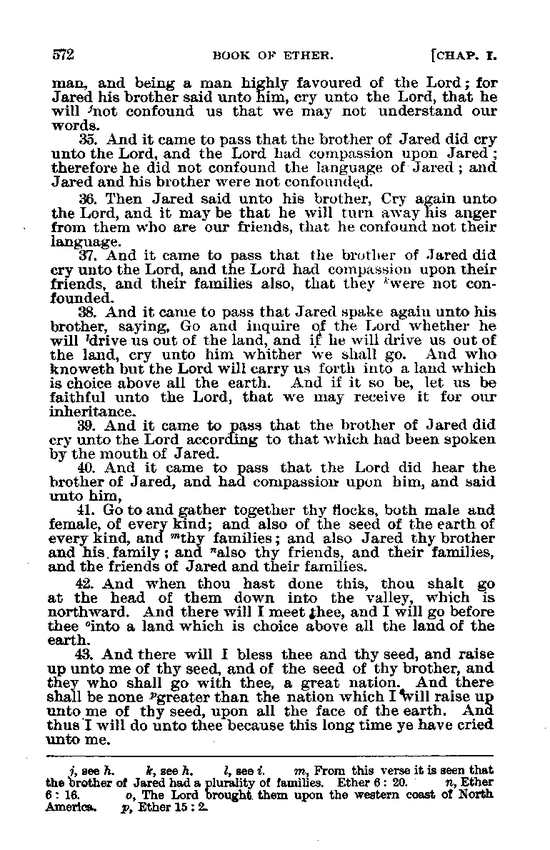 572 BOOK OF ETHER. [CHAP. I.
man, and being a man highly favoured of the Lord; for
Jared his brother said unto him, cry unto the Lord, that he
will jnot confound us that we may not understand our
words.
35. And it came to pass that the brother of Jared did cry
unto the Lord, and the Lord had compassion upon Jared;
therefore he did not confound the language of Jared; and
Jared and his brother were not confounded.
36. Then Jared said unto his brother, Cry again unto
the Lord, and it may be that he will turn away his anger
from them who are our friends, that he confound not their
language.
37. And it came to pass that the brother of Jared did
cry unto the Lord, and the Lord had compassion upon their
friends, and their families also, that they kwere not con-
founded.
38. And it came to pass that Jared spake again unto his
brother, saying, Go and inquire of the Lord whether he
will ldrive us out of the land, and if he will drive us out of
the land, cry unto him whither we shall go. And who
knoweth but the Lord will carry us forth into a land which
is choice above all the earth. And if it so be, let us be
faithful unto the Lord, that we may receive it for our
inheritance.
39. And it came to pass that the brother of Jared did
cry unto the Lord according to that which had been spoken
by the mouth of Jared.
40. And it came to pass that the Lord did hear the
brother of Jared, and had compassion upon him, and said
unto him,
41. Go to and gather together thy flocks, both male and
female, of every kind; and also of the seed of the earth of
every kind, and mthy families; and also Jared thy brother
and his family; and nalso thy friends, and their families,
and the friends of Jared and their families.
42. And when thou hast done this, thou shalt go
at the head of them down into the valley, which is
northward. And there will I meet thee, and I will go before
thee ointo a land which is choice above all the land of the
earth.
43. And there will I bless thee and thy seed, and raise
up unto me of thy seed, and of the seed of thy brother, and
they who shall go with thee, a great nation. And there
shall be none pgreater than the nation which I will raise up
unto me of thy seed, upon all the face of the earth. And
thus I will do unto thee because this long time ye have cried
unto me.
j, see h. k, see h. l, see i. m, From this verse it is seen that
the brother of Jared had a plurality of families. Ether 6: 20. n, Ether
6: 16. o, The Lord brought them upon the western coast of North
America. p, Ether 15: 2.